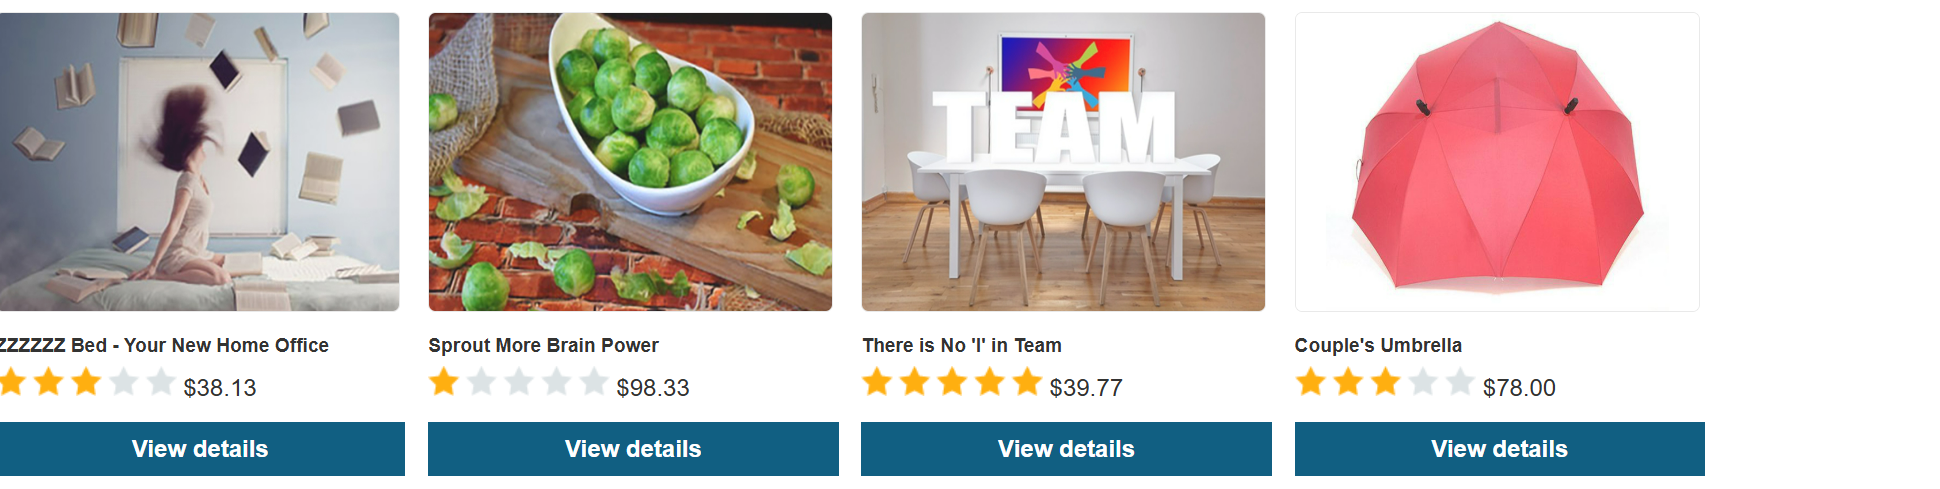 ZZZZZZ Bed - Your New Home Office
$38.13
View details
Sprout More Brain Power
$98.33
View details
TEAM
There is No 'I' in Team
$39.77
View details
Couple's Umbrella
$78.00
View details